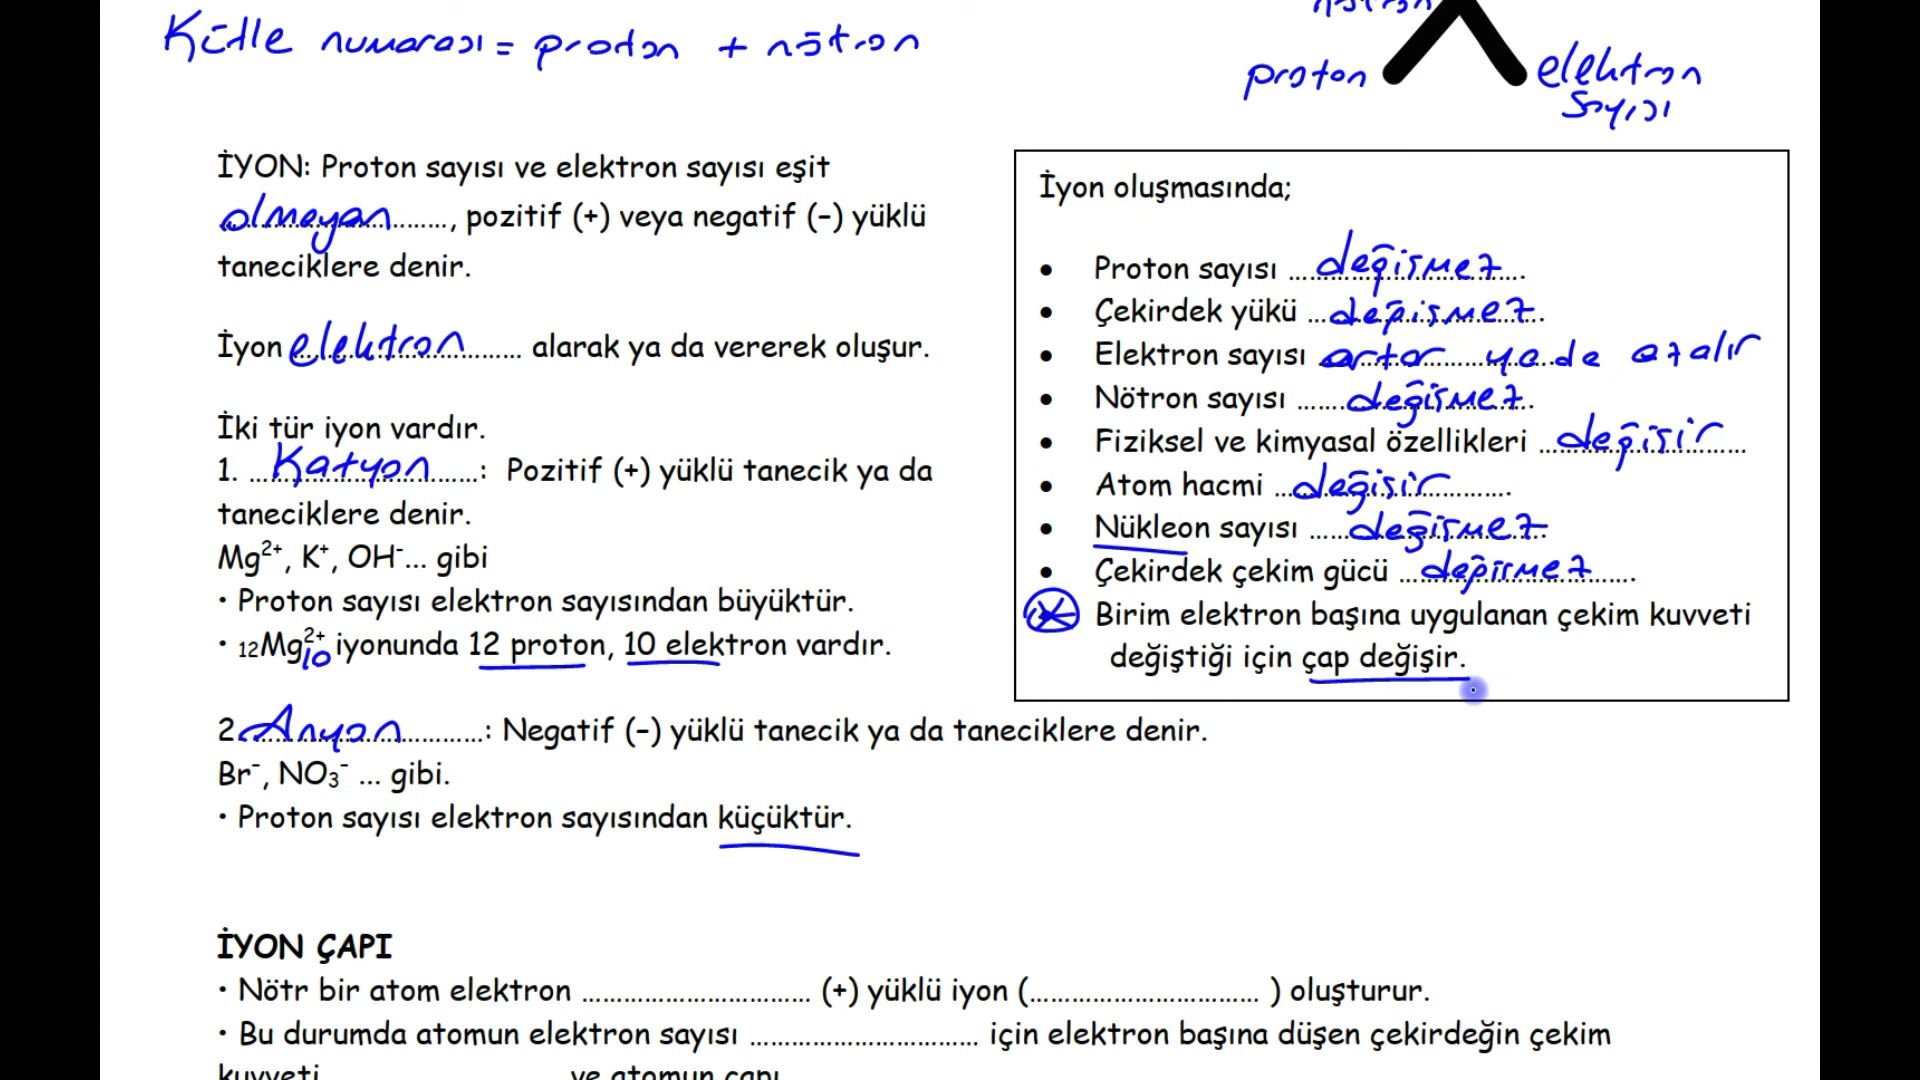 Kütle numarası = proton + nötron
nötron
proton elektron
sayısı
İYON: Proton sayısı ve elektron sayısı eşit
olmayan ........, pozitif (+) veya negatif (-) yüklü
taneciklere denir.
İyon elektron ........ alarak ya da vererek oluşur.
İki tür iyon vardır.
1. ... Katyon ......: Pozitif (+) yüklü tanecik ya da
taneciklere denir.
Mg²⁺, K⁺, OH⁻... gibi
• Proton sayısı elektron sayısından büyüktür.
• ₁₂Mg²⁺ 10 iyonunda 12 proton, 10 elektron vardır.
İyon oluşmasında;
• Proton sayısı ... değişmez ...
• Çekirdek yükü ... değişmez ...
• Elektron sayısı artar ya da azalır
• Nötron sayısı ... değişmez ...
• Fiziksel ve kimyasal özellikleri ... değişir ...
• Atom hacmi ... değişir ...
• Nükleon sayısı ... değişmez ...
• Çekirdek çekim gücü ... değişmez ...
• Birim elektron başına uygulanan çekim kuvveti
değiştiği için çap değişir.
2. Anyon ........: Negatif (-) yüklü tanecik ya da taneciklere denir.
Br⁻, NO₃⁻ ... gibi.
• Proton sayısı elektron sayısından küçüktür.
İYON ÇAPI
• Nötr bir atom elektron ............................ (+) yüklü iyon (............................ ) oluşturur.
• Bu durumda atomun elektron sayısı ............................ için elektron başına düşen çekirdeğin çekim
kuvveti ve atomun çapı